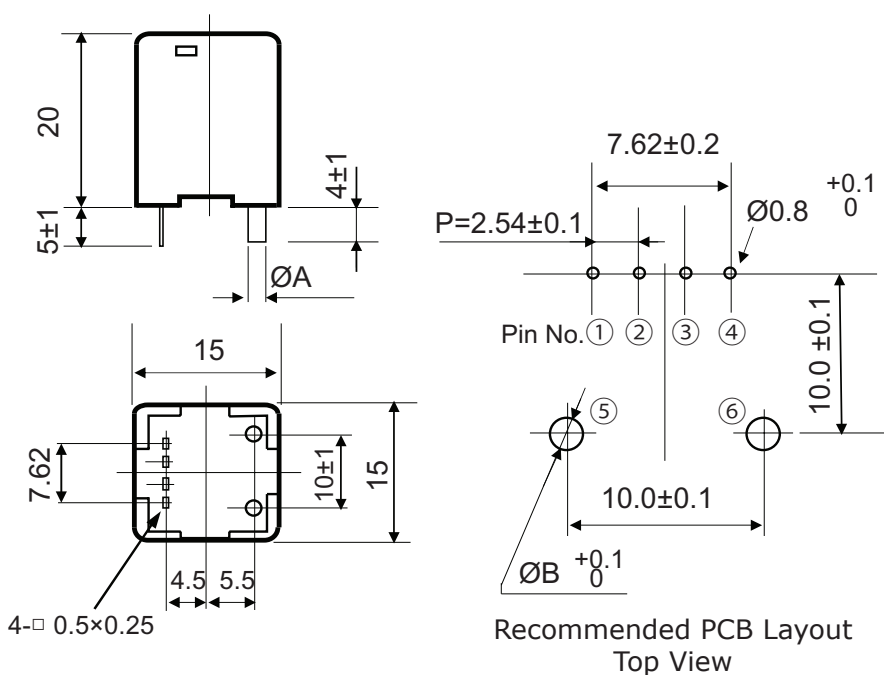 20
5±1
4±1
ØA
15
7.62
10±1
15
4.5
5.5
4-□ 0.5×0.25
7.62±0.2
P=2.54±0.1
Ø0.8 +0.1 0
Pin No. ① ② ③ ④
10.0 ±0.1
⑤ ⑥
10.0±0.1
ØB +0.1 0
Recommended PCB Layout
Top View